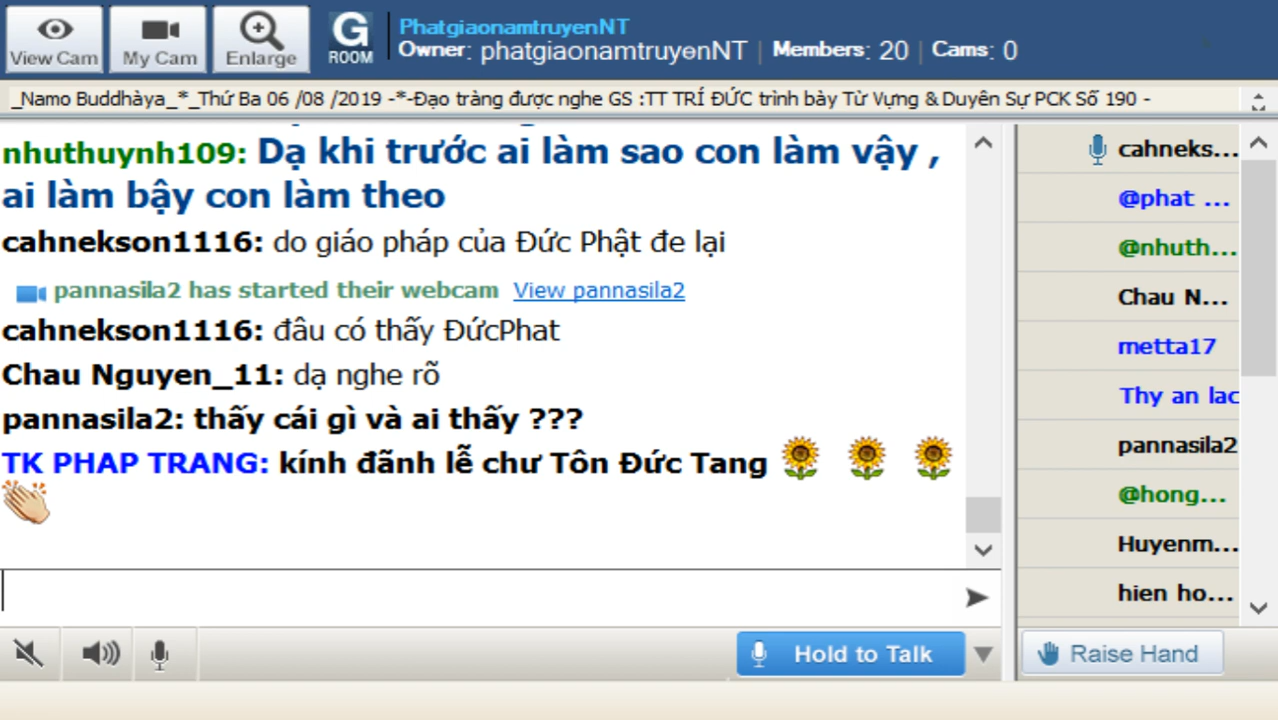 View Cam
My Cam
Enlarge
G
ROOM
PhatgiaonamtruyenNT
Owner: phatgiaonamtruyenNT | Members: 20 | Cams: 0
_Namo Buddhàya_*_Thứ Ba 06 /08 /2019 -*-Đạo tràng được nghe GS :TT TRÍ ĐỨC trình bày Từ Vựng & Duyên Sự PCK Số 190 -
nhuthuynh109: Dạ khi trước ai làm sao con làm vậy ,
ai làm bậy con làm theo
cahnekson1116: do giáo pháp của Đức Phật đe lại
pannasila2 has started their webcam View pannasila2
cahnekson1116: đâu có thấy ĐứcPhat
Chau Nguyen_11: dạ nghe rõ
pannasila2: thấy cái gì và ai thấy ???
TK PHAP TRANG: kính đãnh lễ chư Tôn Đức Tang
cahneks...
@phat ...
@nhuth...
Chau N...
metta17
Thy an lac
pannasila2
@hong...
Huyenm...
hien ho...
Hold to Talk
Raise Hand